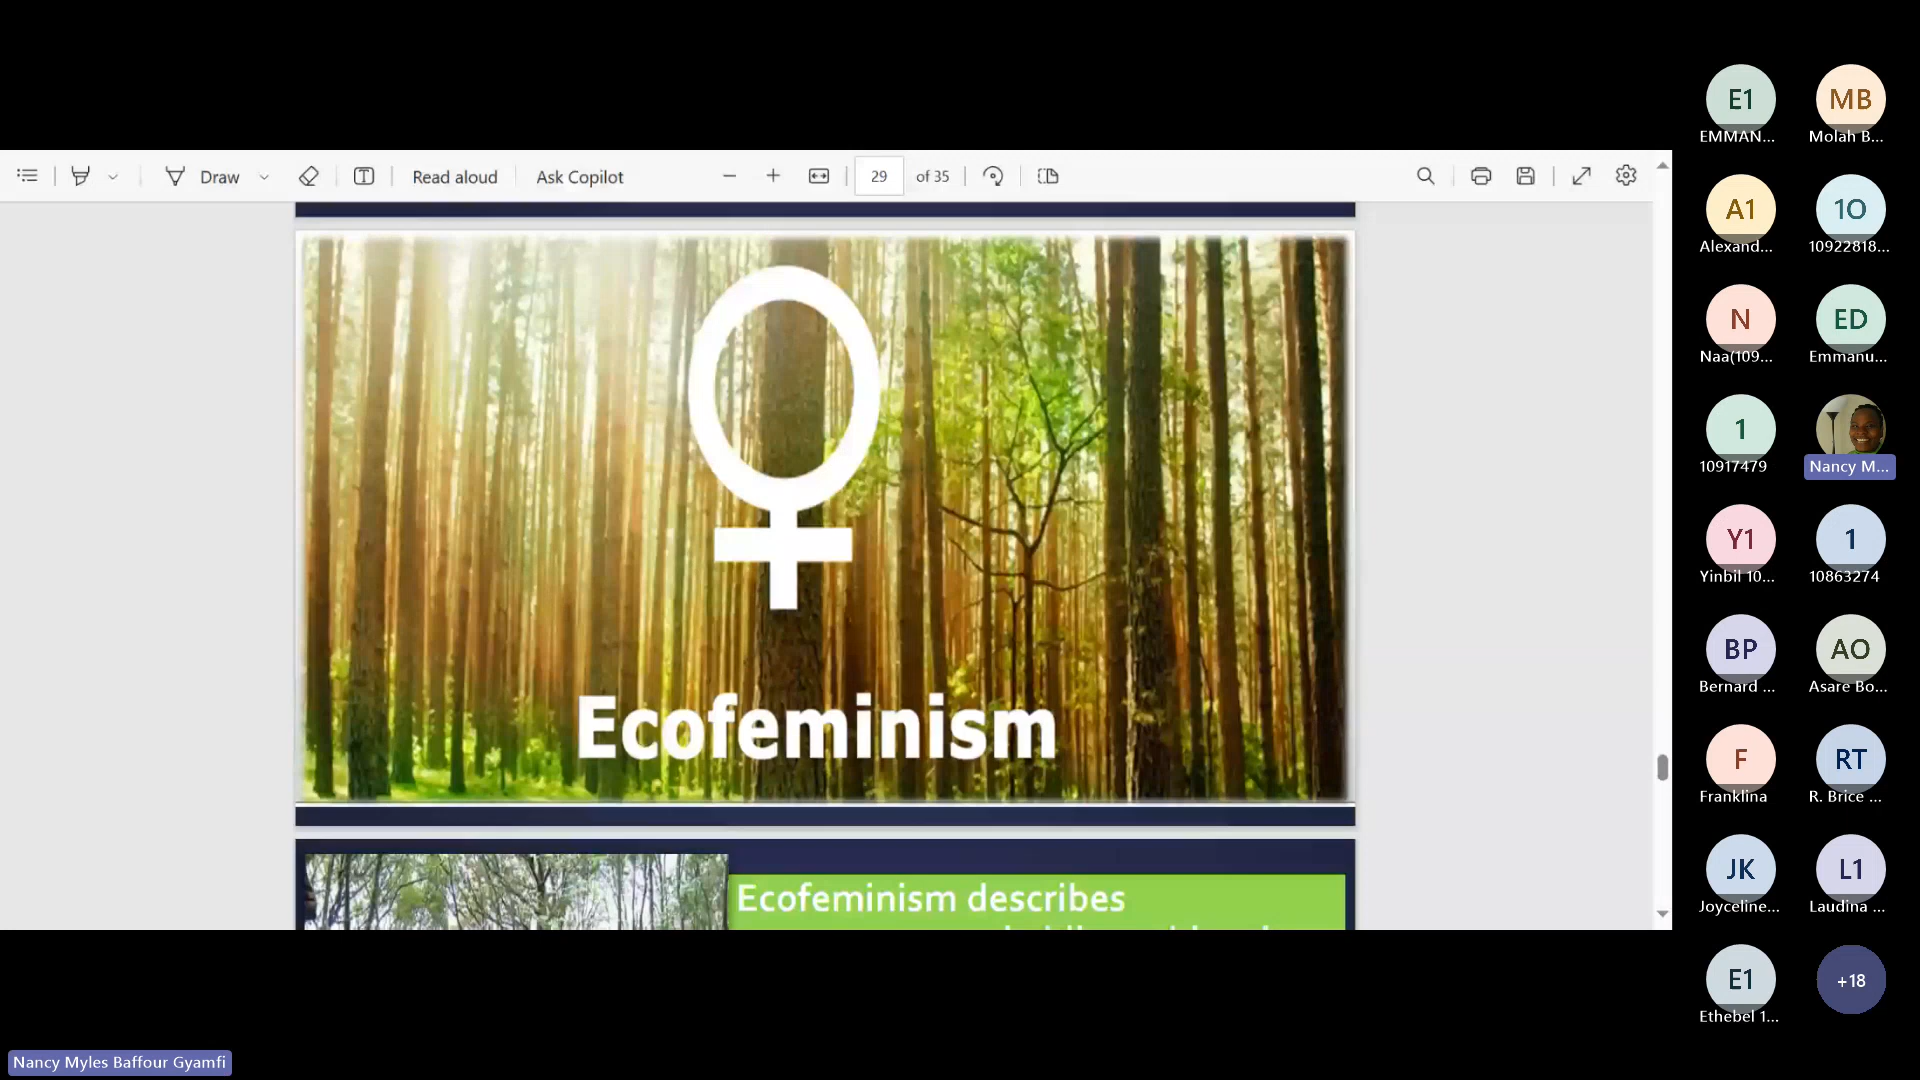 Draw
Read aloud
Ask Copilot
29
of 35
Ecofeminism
Ecofeminism describes
E1
EMMAN...
MB
Molah B...
A1
Alexand...
1O
10922818...
N
Naa(109...
ED
Emmanu...
1
10917479
Nancy M...
Y1
Yinbil 10...
1
10863274
BP
Bernard ...
AO
Asare Bo...
F
Franklina
RT
R. Brice ...
JK
Joyceline...
L1
Laudina ...
E1
Ethebel 1...
+18
Nancy Myles Baffour Gyamfi